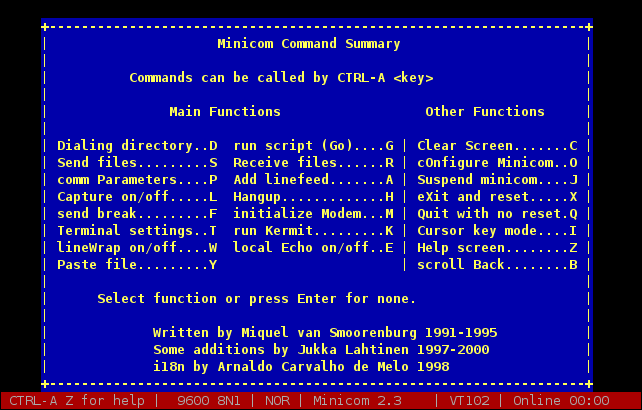 Minicom Command Summary
Commands can be called by CTRL-A <key>
Main Functions Other Functions
Dialing directory..D run script (Go)....G | Clear Screen.......C
Send files.........S Receive files......R | cOnfigure Minicom..O
comm Parameters....P Add linefeed.......A | Suspend minicom....J
Capture on/off.....L Hangup.............H | eXit and reset.....X
send break.........F initialize Modem...M | Quit with no reset.Q
Terminal settings..T run Kermit.........K | Cursor key mode....I
lineWrap on/off....W local Echo on/off..E | Help screen........Z
Paste file.........Y | scroll Back........B
Select function or press Enter for none.
Written by Miquel van Smoorenburg 1991-1995
Some additions by Jukka Lahtinen 1997-2000
i18n by Arnaldo Carvalho de Melo 1998
CTRL-A Z for help | 9600 8N1 | NOR | Minicom 2.3 | VT102 | Online 00:00